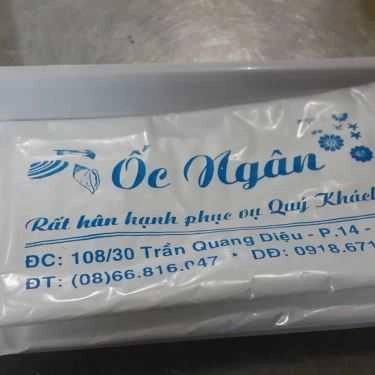 Ốc Ngân
Rất hân hạnh phục vụ Quý Khách
ĐC: 108/30 Trần Quang Diệu - P.14 -
ĐT: (08)66.816.047 * DĐ: 0918.671